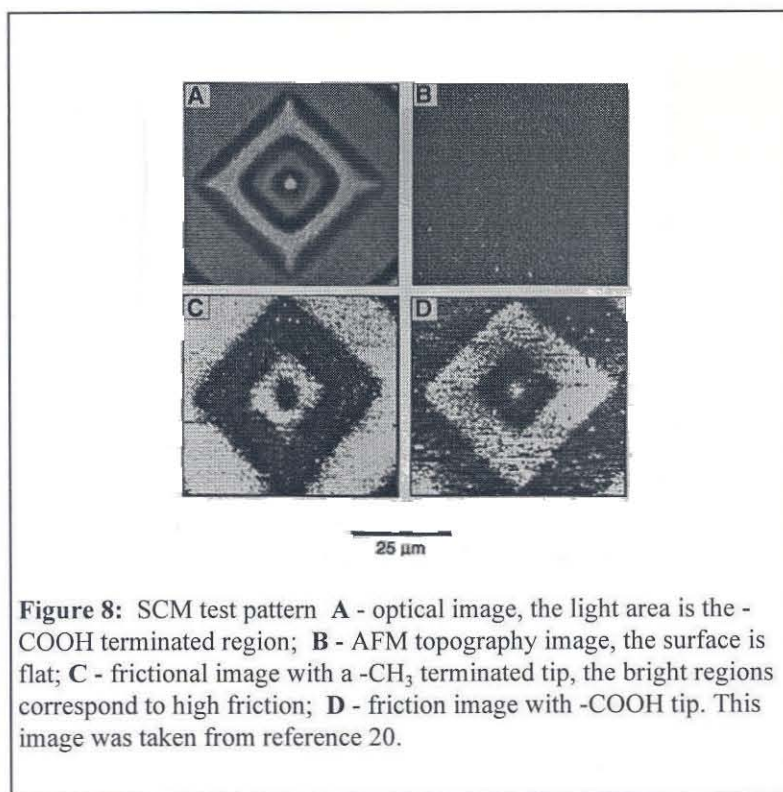 A
B
C
D
25 μm
Figure 8: SCM test pattern A - optical image, the light area is the -
COOH terminated region; B - AFM topography image, the surface is
flat; C - frictional image with a -CH₃ terminated tip, the bright regions
correspond to high friction; D - friction image with -COOH tip. This
image was taken from reference 20.